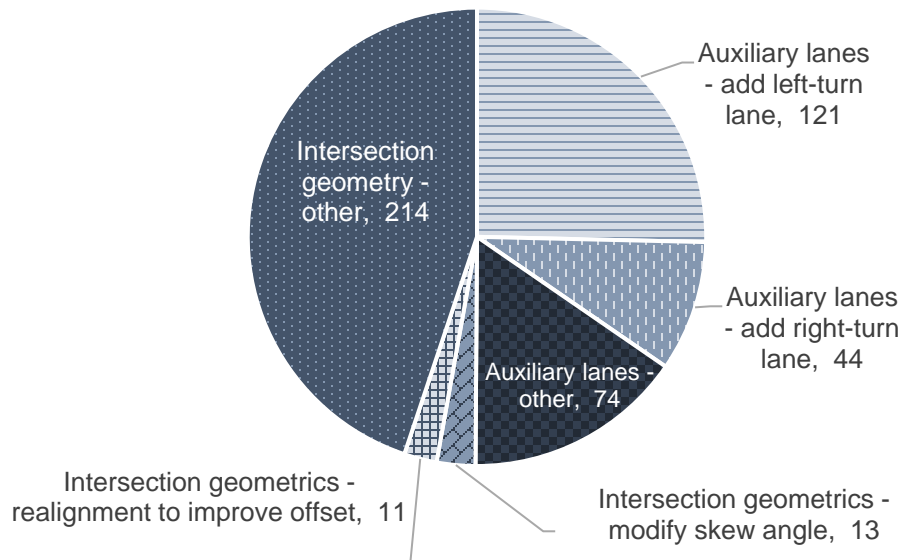 Auxiliary lanes
- add left-turn
lane, 121
Intersection
geometry -
other, 214
Auxiliary lanes
- add right-turn
lane, 44
Auxiliary lanes -
other, 74
Intersection geometrics -
realignment to improve offset, 11
Intersection geometrics -
modify skew angle, 13